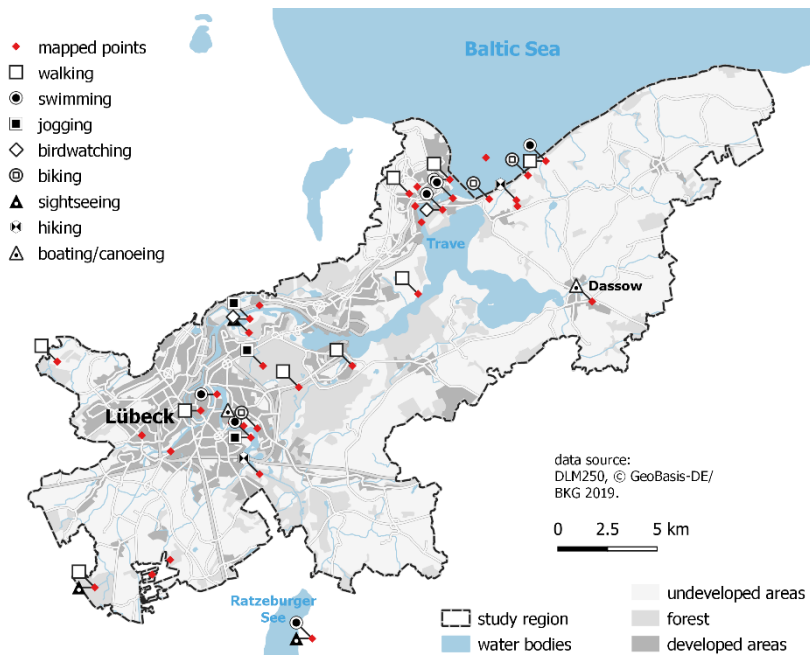 Baltic Sea
mapped points
walking
swimming
jogging
birdwatching
biking
sightseeing
hiking
boating/canoeing
Trave
Dassow
Lübeck
data source:
DLM250, © GeoBasis-DE/
BKG 2019.
0 2.5 5 km
Ratzeburger
See
study region
water bodies
undeveloped areas
forest
developed areas